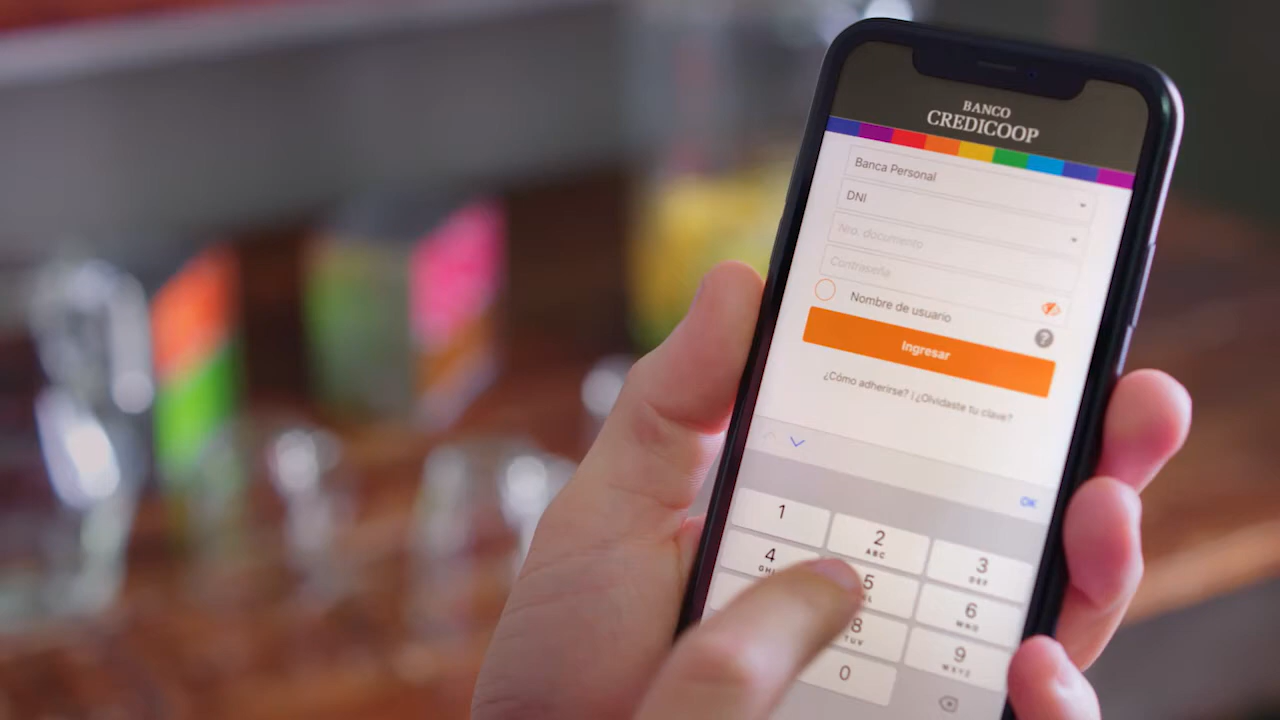 BANCO
CREDICOOP
Banca Personal
DNI
Nro. documento
Contraseña
Nombre de usuario
?
Ingresar
¿Cómo adherirse? | ¿Olvidaste tu clave?
OK
1
2
ABC
3
DEF
4
GHI
5
6
MNO
8
TUV
9
WXYZ
0